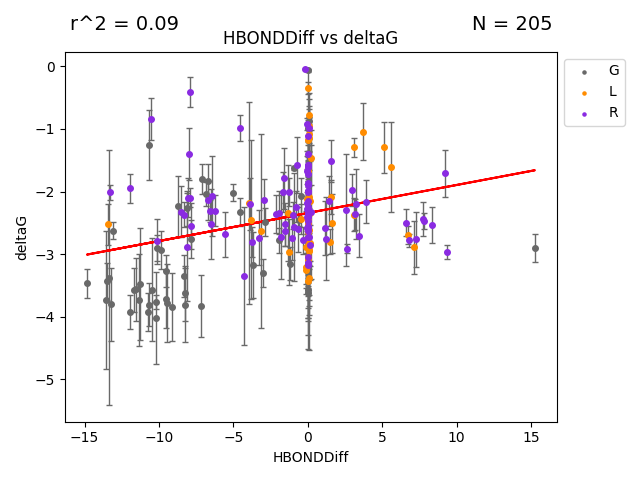 r^2 = 0.09 N = 205
HBONDDiff vs deltaG
G
L
R
0
−1
−2
−3
−4
−5
deltaG
−15 −10 −5 0 5 10 15
HBONDDiff